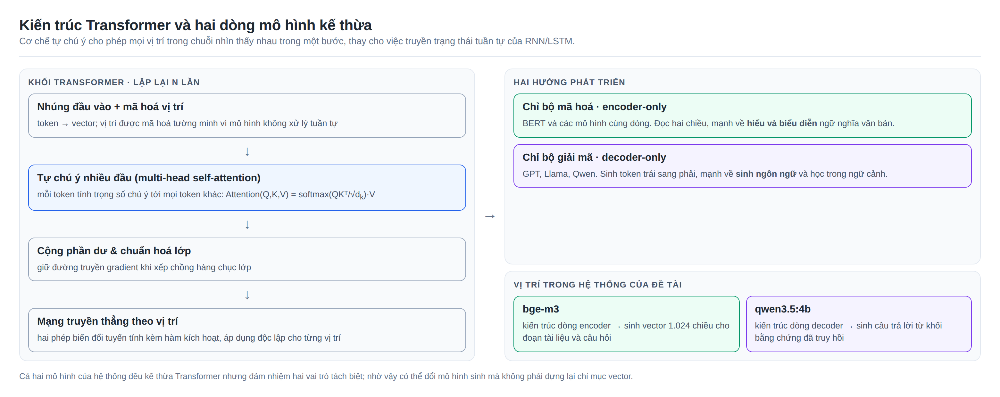 Kiến trúc Transformer và hai dòng mô hình kế thừa
Cơ chế tự chú ý cho phép mọi vị trí trong chuỗi nhìn thấy nhau trong một bước, thay cho việc truyền trạng thái tuần tự của RNN/LSTM.
KHỐI TRANSFORMER · LẶP LẠI N LẦN
Nhúng đầu vào + mã hoá vị trí
token → vector; vị trí được mã hoá tường minh vì mô hình không xử lý tuần tự
↓
Tự chú ý nhiều đầu (multi-head self-attention)
mỗi token tính trọng số chú ý tới mọi token khác: Attention(Q,K,V) = softmax(QKᵀ/√dₖ)·V
↓
Cộng phần dư & chuẩn hoá lớp
giữ đường truyền gradient khi xếp chồng hàng chục lớp
↓
Mạng truyền thẳng theo vị trí
hai phép biến đổi tuyến tính kèm hàm kích hoạt, áp dụng độc lập cho từng vị trí
→
HAI HƯỚNG PHÁT TRIỂN
Chỉ bộ mã hoá · encoder-only
BERT và các mô hình cùng dòng. Đọc hai chiều, mạnh về hiểu và biểu diễn ngữ nghĩa văn bản.
Chỉ bộ giải mã · decoder-only
GPT, Llama, Qwen. Sinh token trái sang phải, mạnh về sinh ngôn ngữ và học trong ngữ cảnh.
VỊ TRÍ TRONG HỆ THỐNG CỦA ĐỀ TÀI
bge-m3
kiến trúc dòng encoder → sinh vector 1.024 chiều cho
đoạn tài liệu và câu hỏi
qwen3.5:4b
kiến trúc dòng decoder → sinh câu trả lời từ khối
bằng chứng đã truy hồi
Cả hai mô hình của hệ thống đều kế thừa Transformer nhưng đảm nhiệm hai vai trò tách biệt; nhờ vậy có thể đổi mô hình sinh mà không phải dựng lại chỉ mục vector.